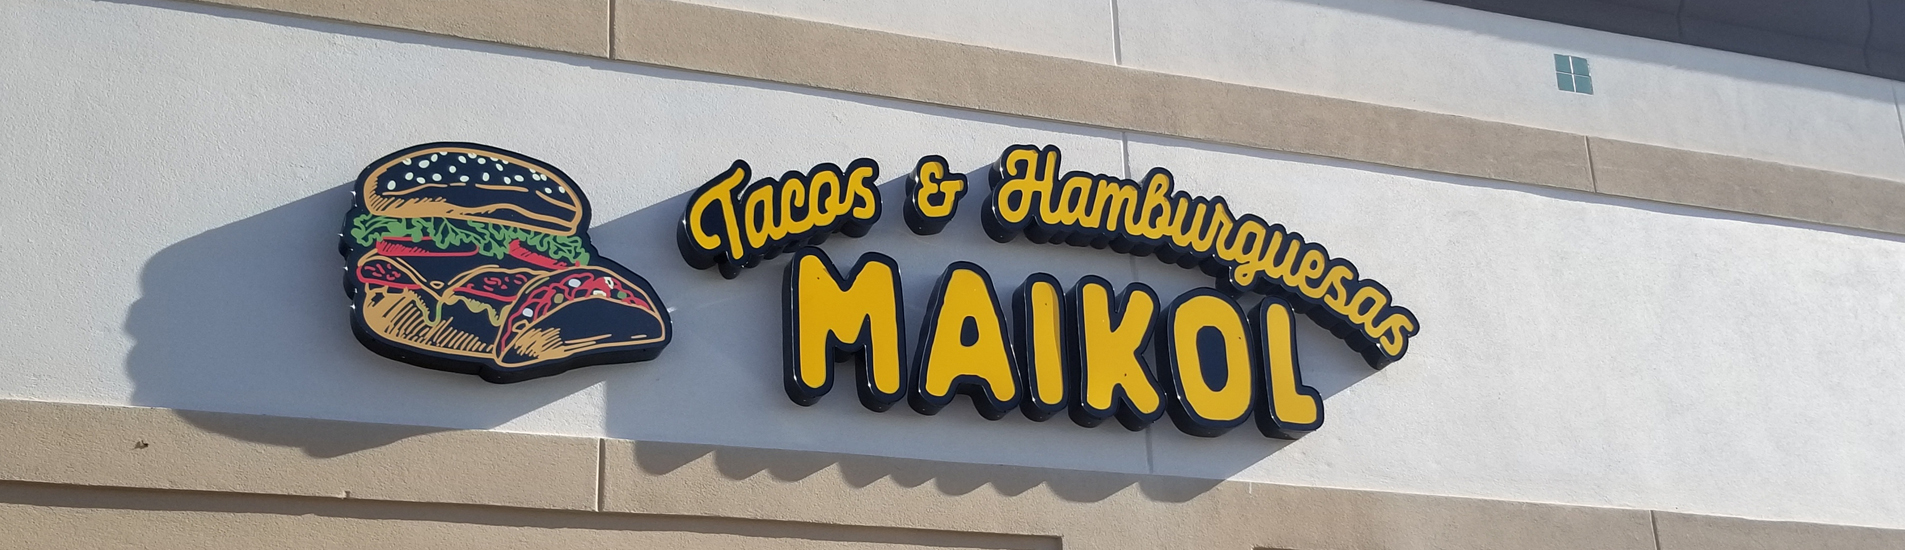 Tacos & Hamburguesas
MAIKOL